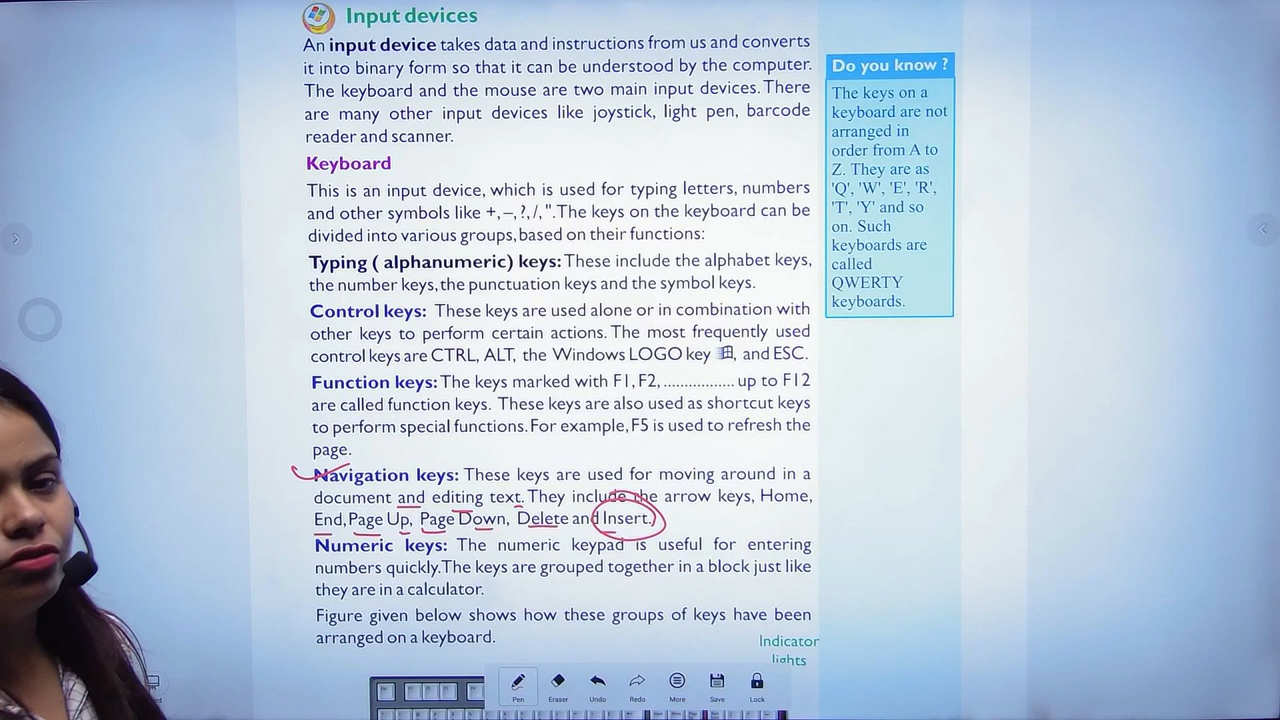 Input devices
An input device takes data and instructions from us and converts
it into binary form so that it can be understood by the computer.
The keyboard and the mouse are two main input devices. There
are many other input devices like joystick, light pen, barcode
reader and scanner.
Keyboard
This is an input device, which is used for typing letters, numbers
and other symbols like +, –, ?, /, ". The keys on the keyboard can be
divided into various groups, based on their functions:
Typing ( alphanumeric) keys: These include the alphabet keys,
the number keys, the punctuation keys and the symbol keys.
Control keys: These keys are used alone or in combination with
other keys to perform certain actions. The most frequently used
control keys are CTRL, ALT, the Windows LOGO key , and ESC.
Function keys: The keys marked with F1, F2, ................. up to F12
are called function keys. These keys are also used as shortcut keys
to perform special functions. For example, F5 is used to refresh the
page.
Navigation keys: These keys are used for moving around in a
document and editing text. They include the arrow keys, Home,
End, Page Up, Page Down, Delete and Insert.
Numeric keys: The numeric keypad is useful for entering
numbers quickly. The keys are grouped together in a block just like
they are in a calculator.
Figure given below shows how these groups of keys have been
arranged on a keyboard.
Indicator
lights
Do you know ?
The keys on a
keyboard are not
arranged in
order from A to
Z. They are as
'Q', 'W', 'E', 'R',
'T', 'Y' and so
on. Such
keyboards are
called
QWERTY
keyboards.
Pen Eraser Undo Redo More Save Lock